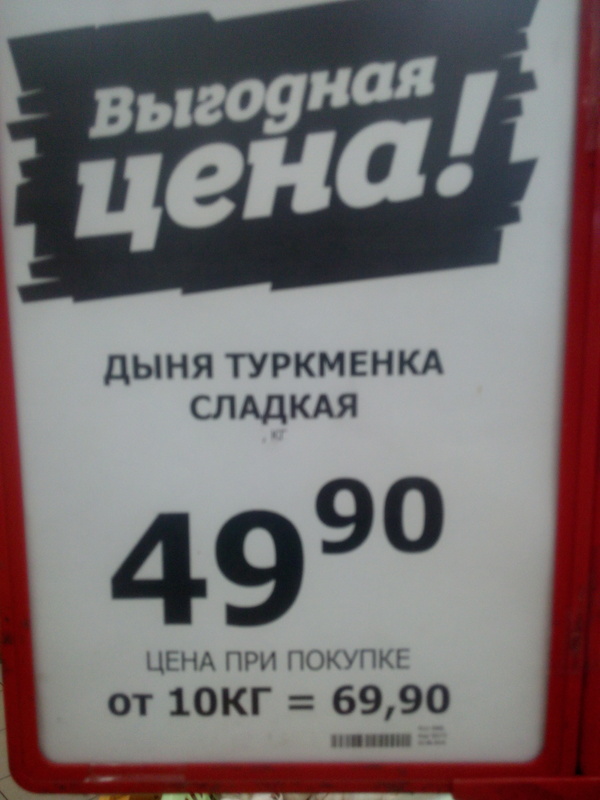 Выгодная
цена!
ДЫНЯ ТУРКМЕНКА
СЛАДКАЯ
, кг
49 90
ЦЕНА ПРИ ПОКУПКЕ
от 10КГ = 69,90